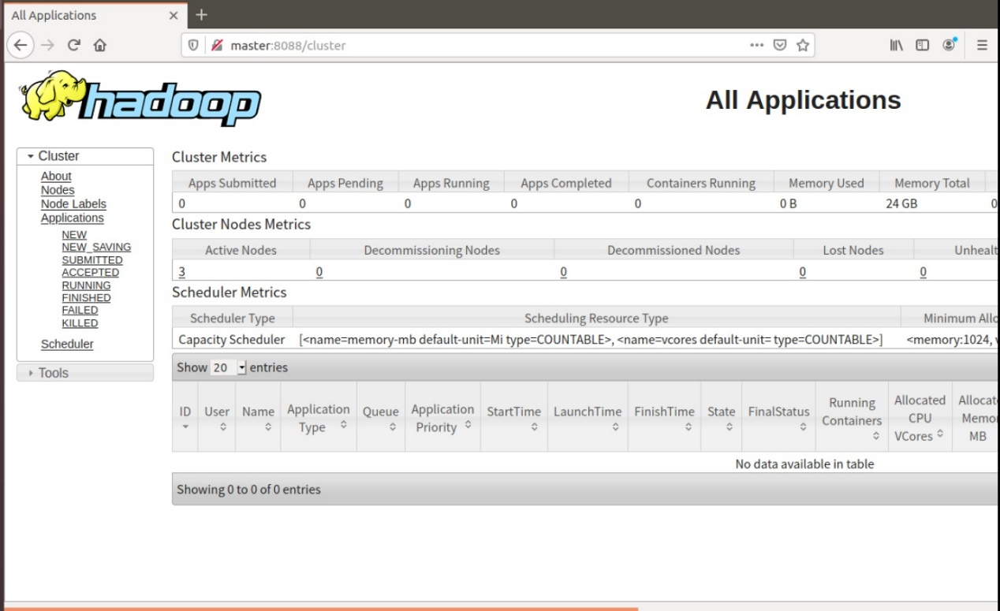 All Applications
master:8088/cluster
hadoop
All Applications
Cluster
About
Nodes
Node Labels
Applications
NEW
NEW_SAVING
SUBMITTED
ACCEPTED
RUNNING
FINISHED
FAILED
KILLED
Scheduler
Tools
Cluster Metrics
Apps Submitted Apps Pending Apps Running Apps Completed Containers Running Memory Used Memory Total
0 0 0 0 0 0 B 24 GB 0
Cluster Nodes Metrics
Active Nodes Decommissioning Nodes Decommissioned Nodes Lost Nodes Unhealt
3 0 0 0 0
Scheduler Metrics
Scheduler Type Scheduling Resource Type Minimum Allo
Capacity Scheduler [<name=memory-mb default-unit=Mi type=COUNTABLE>, <name=vcores default-unit= type=COUNTABLE>] <memory:1024, v
Show 20 entries
ID User Name Application Type Queue Application Priority StartTime LaunchTime FinishTime State FinalStatus Running Containers Allocated CPU VCores Allocat Memor MB
No data available in table
Showing 0 to 0 of 0 entries